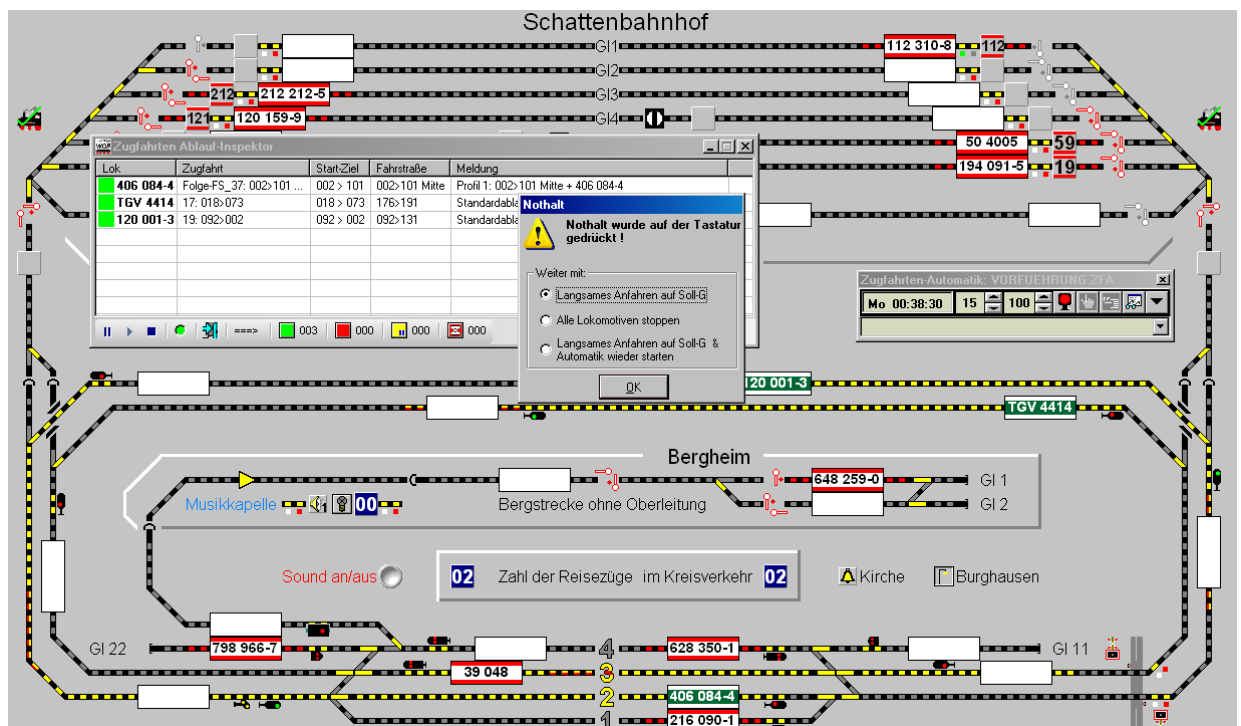 Schattenbahnhof
Gl1
112 310-8
112
Gl2
212
212 212-5
Gl3
121
120 159-9
Gl4
50 4005
59
194 091-5
19
Zugfahrten Ablauf-Inspektor
Lok Zugfahrt Start-Ziel Fahrstraße Meldung
406 084-4 Folge-FS_37: 002>101 ... 002 > 101 002>101 Mitte Profil 1: 002>101 Mitte + 406 084-4
TGV 4414 17: 018>073 018 > 073 176>191
120 001-3 19: 092>002 092 > 002 092>131
===> 003 000 000 000
Nothalt
Nothalt wurde auf der Tastatur
gedrückt !
Weiter mit:
Langsames Anfahren auf Soll-G
Alle Lokomotiven stoppen
Langsames Anfahren auf Soll-G &
Automatik wieder starten
OK
Zugfahrten-Automatik: VORFUEHRUNG.ZFA
Mo 00:38:30 15 100
120 001-3
TGV 4414
Bergheim
648 259-0
Gl 1
Musikkapelle
00
Bergstrecke ohne Oberleitung
Gl 2
Sound an/aus
02
Zahl der Reisezüge im Kreisverkehr
02
Kirche
Burghausen
Gl 22
798 966-7
4
628 350-1
Gl 11
39 048
3
2
406 084-4
1
216 090-1